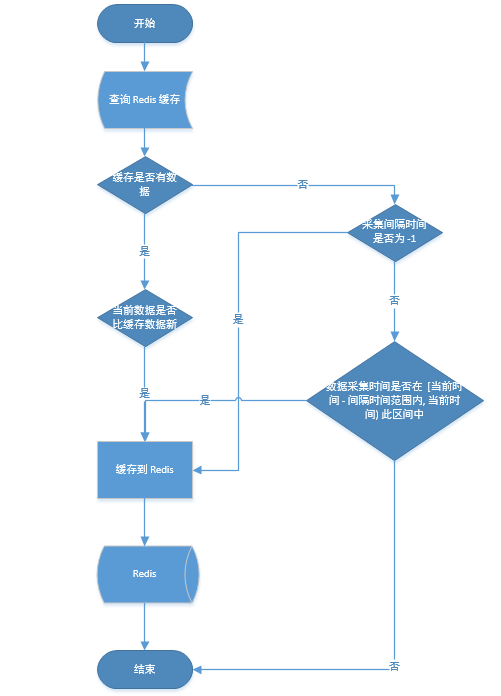 开始
查询 Redis 缓存
缓存是否有数
据
否
采集间隔时间
是否为 -1
是
当前数据是否
比缓存数据新
否
是
数据采集时间是否在 [当前时
间 - 间隔时间范围内, 当前时
间) 此区间中
是
是
缓存到 Redis
Redis
否
结束